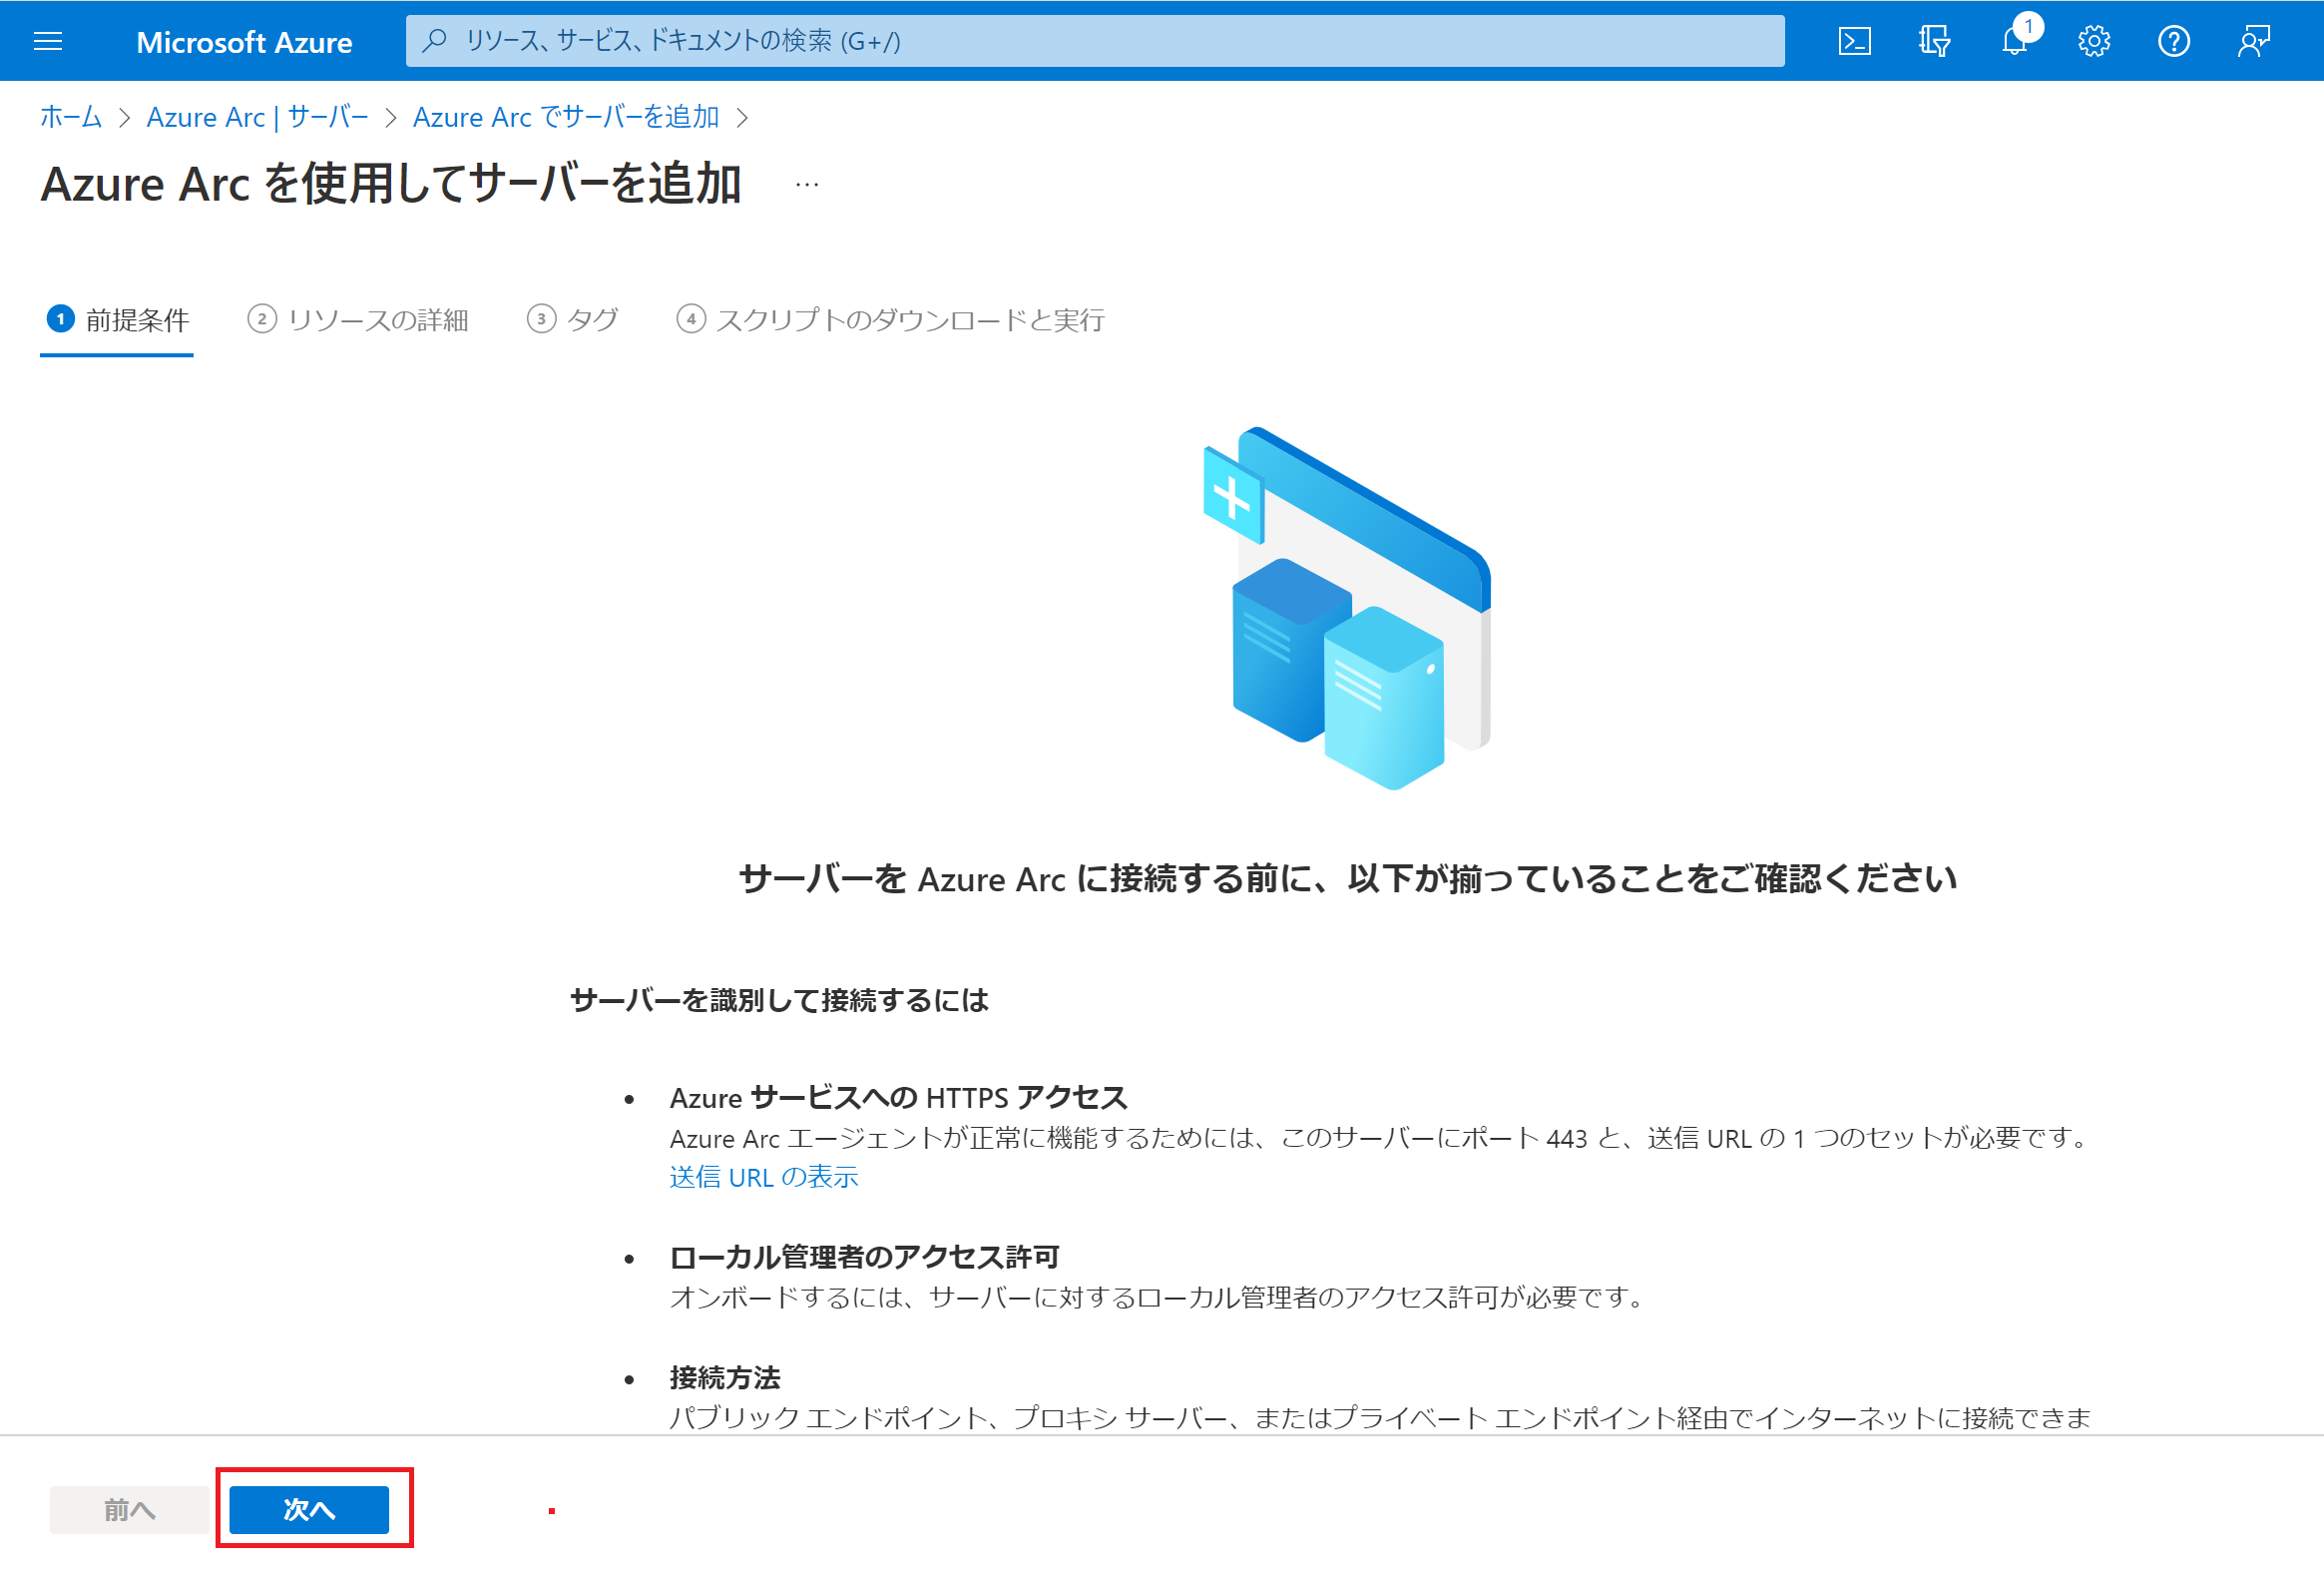 Microsoft Azure
リソース、サービス、ドキュメントの検索 (G+/)
1
ホーム > Azure Arc | サーバー > Azure Arc でサーバーを追加 >
Azure Arc を使用してサーバーを追加 …
1 前提条件 2 リソースの詳細 3 タグ 4 スクリプトのダウンロードと実行
サーバーを Azure Arc に接続する前に、以下が揃っていることをご確認ください
サーバーを識別して接続するには
• Azure サービスへの HTTPS アクセス
Azure Arc エージェントが正常に機能するためには、このサーバーにポート 443 と、送信 URL の 1 つのセットが必要です。
送信 URL の表示
• ローカル管理者のアクセス許可
オンボードするには、サーバーに対するローカル管理者のアクセス許可が必要です。
• 接続方法
パブリック エンドポイント、プロキシ サーバー、またはプライベート エンドポイント経由でインターネットに接続できま
前へ 次へ